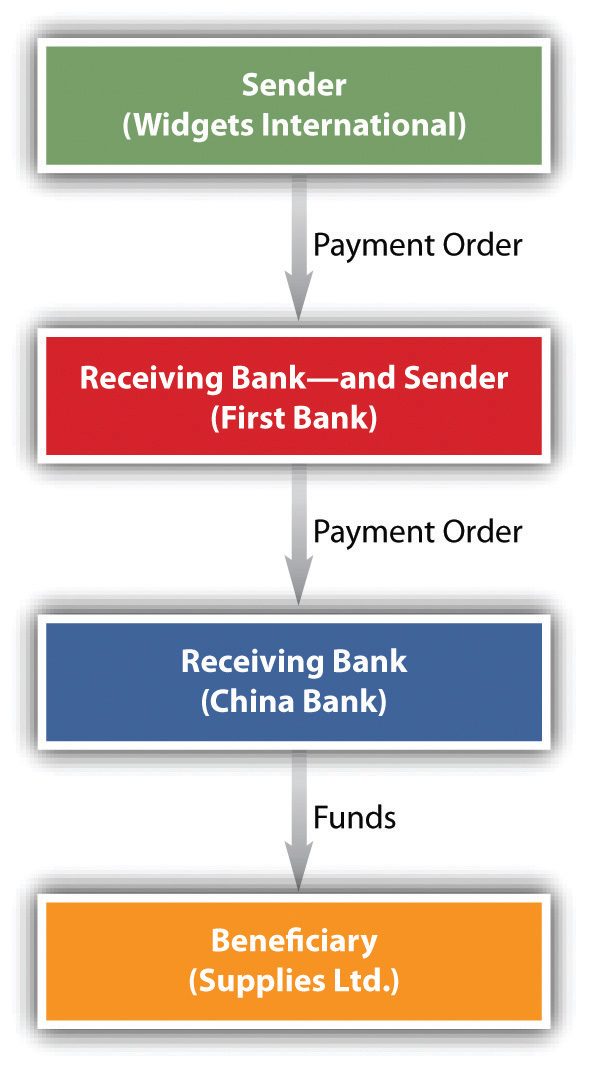 Sender
(Widgets International)
Payment Order
Receiving Bank—and Sender
(First Bank)
Payment Order
Receiving Bank
(China Bank)
Funds
Beneficiary
(Supplies Ltd.)